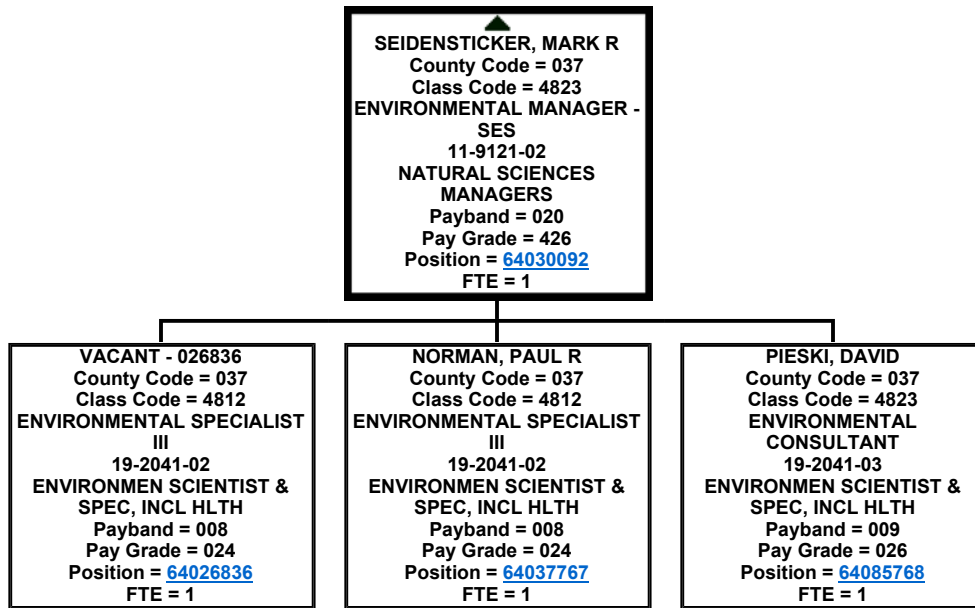 SEIDENSTICKER, MARK R
County Code = 037
Class Code = 4823
ENVIRONMENTAL MANAGER -
SES
11-9121-02
NATURAL SCIENCES
MANAGERS
Payband = 020
Pay Grade = 426
Position = 64030092
FTE = 1
VACANT - 026836
County Code = 037
Class Code = 4812
ENVIRONMENTAL SPECIALIST
III
19-2041-02
ENVIRONMEN SCIENTIST &
SPEC, INCL HLTH
Payband = 008
Pay Grade = 024
Position = 64026836
FTE = 1
NORMAN, PAUL R
County Code = 037
Class Code = 4812
ENVIRONMENTAL SPECIALIST
III
19-2041-02
ENVIRONMEN SCIENTIST &
SPEC, INCL HLTH
Payband = 008
Pay Grade = 024
Position = 64037767
FTE = 1
PIESKI, DAVID
County Code = 037
Class Code = 4823
ENVIRONMENTAL
CONSULTANT
19-2041-03
ENVIRONMEN SCIENTIST &
SPEC, INCL HLTH
Payband = 009
Pay Grade = 026
Position = 64085768
FTE = 1